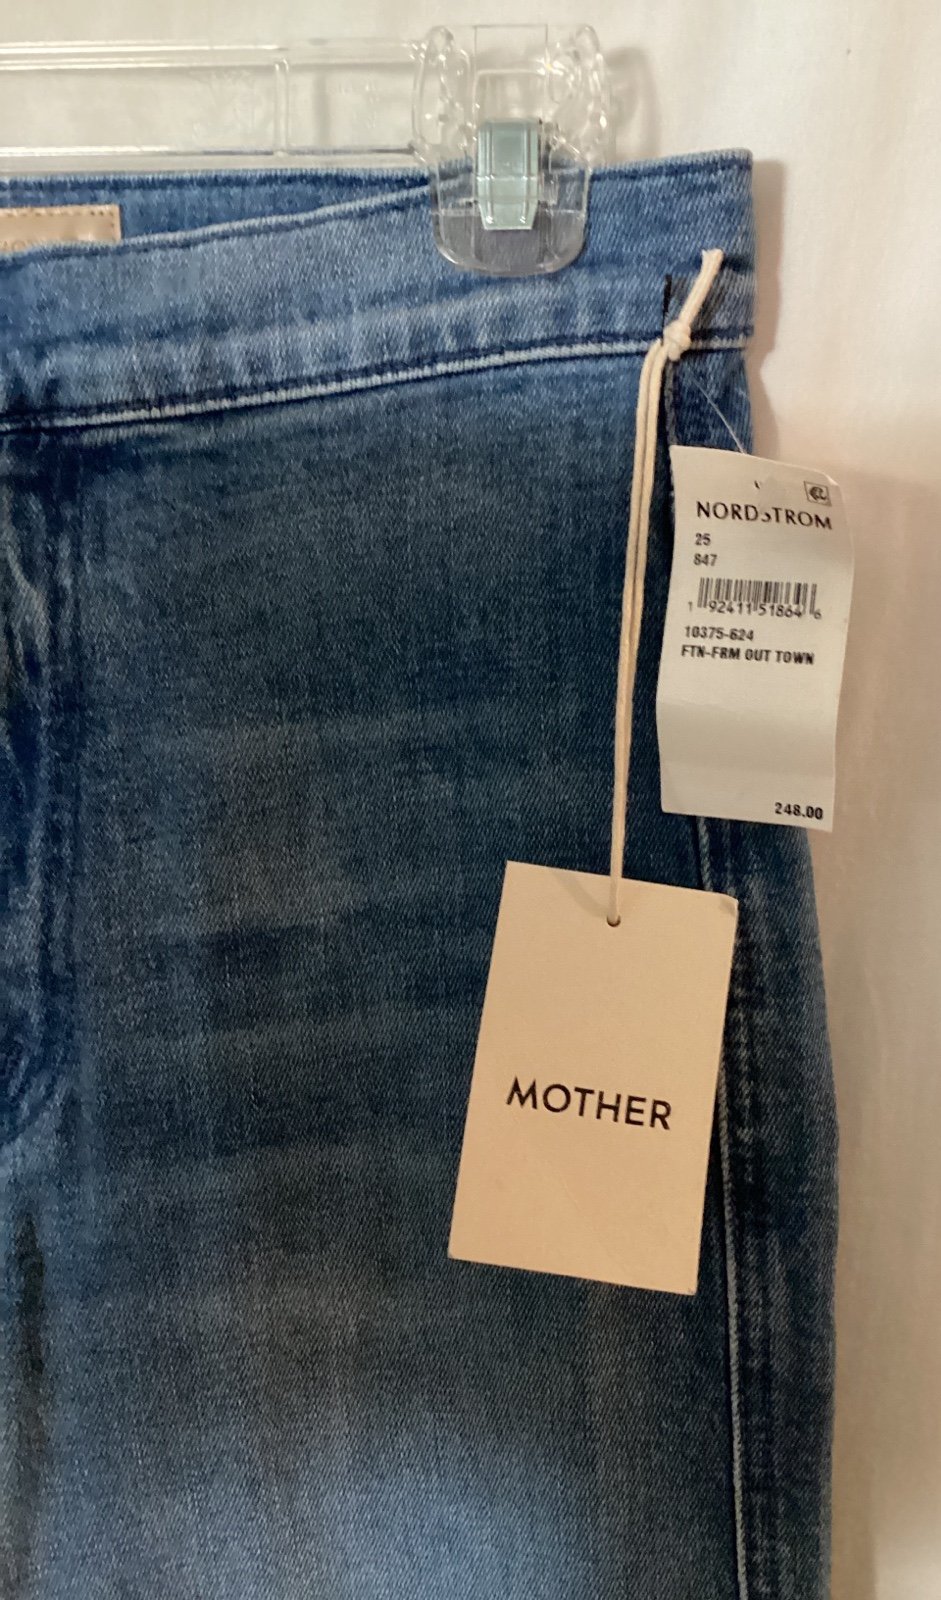 NORDSTROM
25
847
1 92411 51864 6
10375-624
FTN-FRM OUT TOWN
248.00
MOTHER